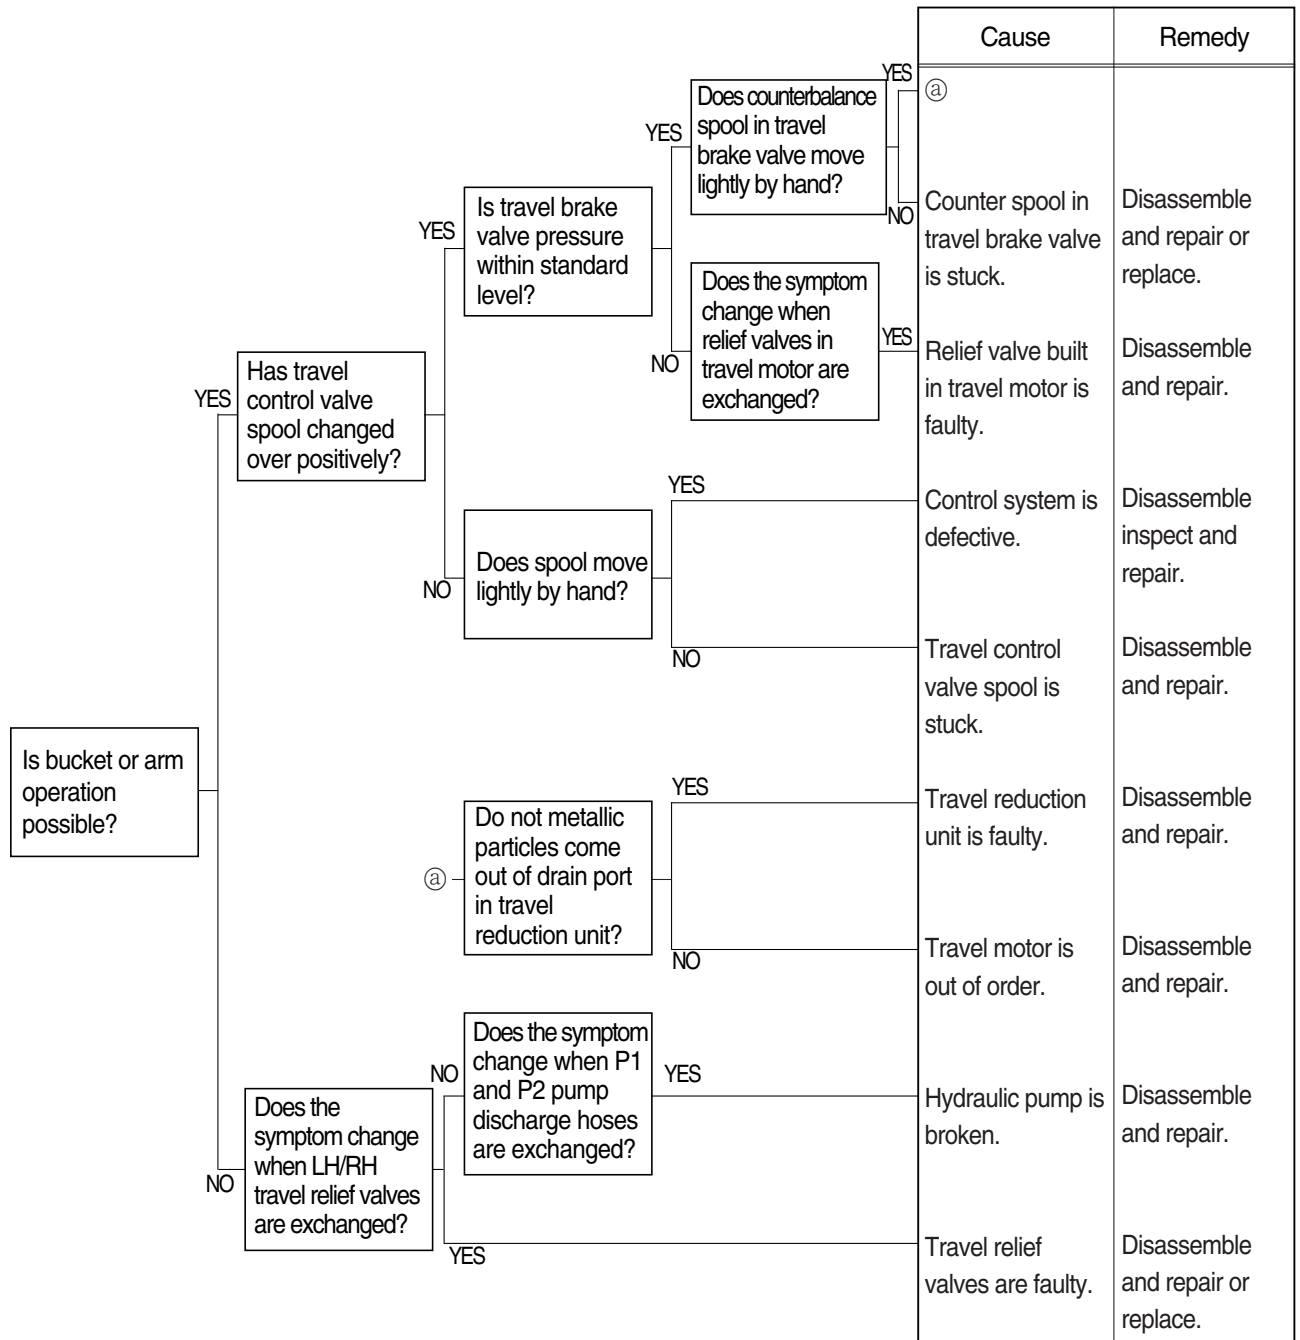 Cause
Remedy
YES
ⓐ
Does counterbalance
spool in travel
brake valve move
lightly by hand?
YES
NO
Counter spool in
travel brake valve
is stuck.
Disassemble
and repair or
replace.
Is travel brake
valve pressure
within standard
level?
YES
Does the symptom
change when
relief valves in
travel motor are
exchanged?
NO
YES
Relief valve built
in travel motor is
faulty.
Disassemble
and repair.
Has travel
control valve
spool changed
over positively?
YES
YES
Control system is
defective.
Disassemble
inspect and
repair.
Does spool move
lightly by hand?
NO
NO
Travel control
valve spool is
stuck.
Disassemble
and repair.
Is bucket or arm
operation
possible?
YES
Travel reduction
unit is faulty.
Disassemble
and repair.
ⓐ
Do not metallic
particles come
out of drain port
in travel
reduction unit?
NO
Travel motor is
out of order.
Disassemble
and repair.
Does the symptom
change when P1
and P2 pump
discharge hoses
are exchanged?
NO
YES
Hydraulic pump is
broken.
Disassemble
and repair.
Does the
symptom change
when LH/RH
travel relief valves
are exchanged?
NO
YES
Travel relief
valves are faulty.
Disassemble
and repair or
replace.